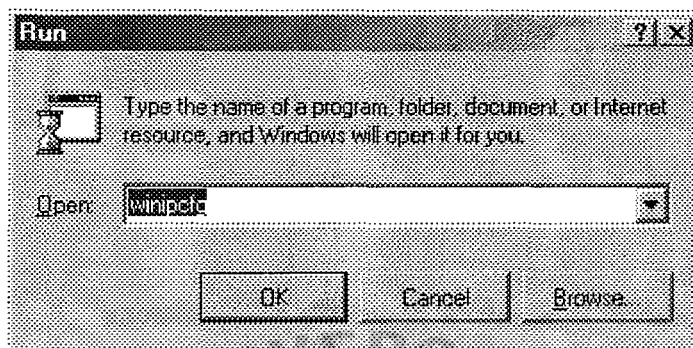 Run
Type the name of a program, folder, document, or Internet
resource, and Windows will open it for you.
Open:
winipcfg
OK
Cancel
Browse...